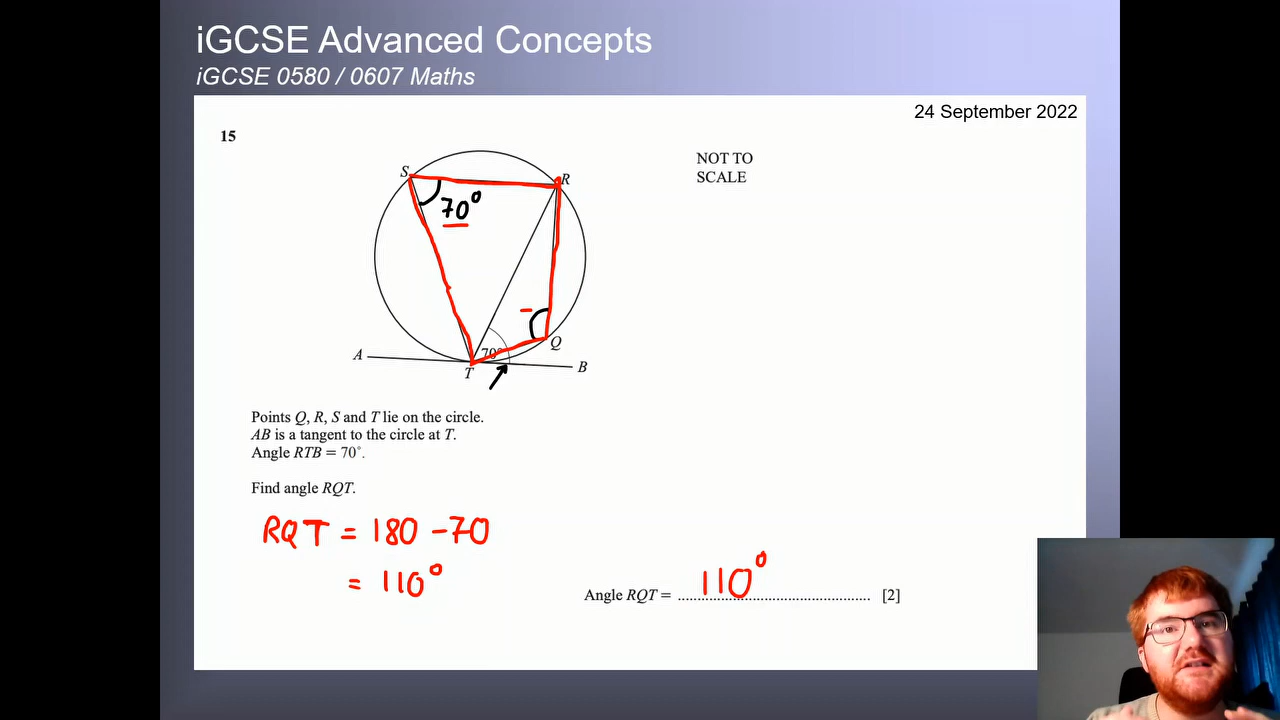 iGCSE Advanced Concepts
iGCSE 0580 / 0607 Maths
24 September 2022
15
NOT TO
SCALE
S
R
70°
Q
70°
A
T
B
Points Q, R, S and T lie on the circle.
AB is a tangent to the circle at T.
Angle RTB = 70°.
Find angle RQT.
RQT = 180 - 70
= 110°
Angle RQT = 110° [2]